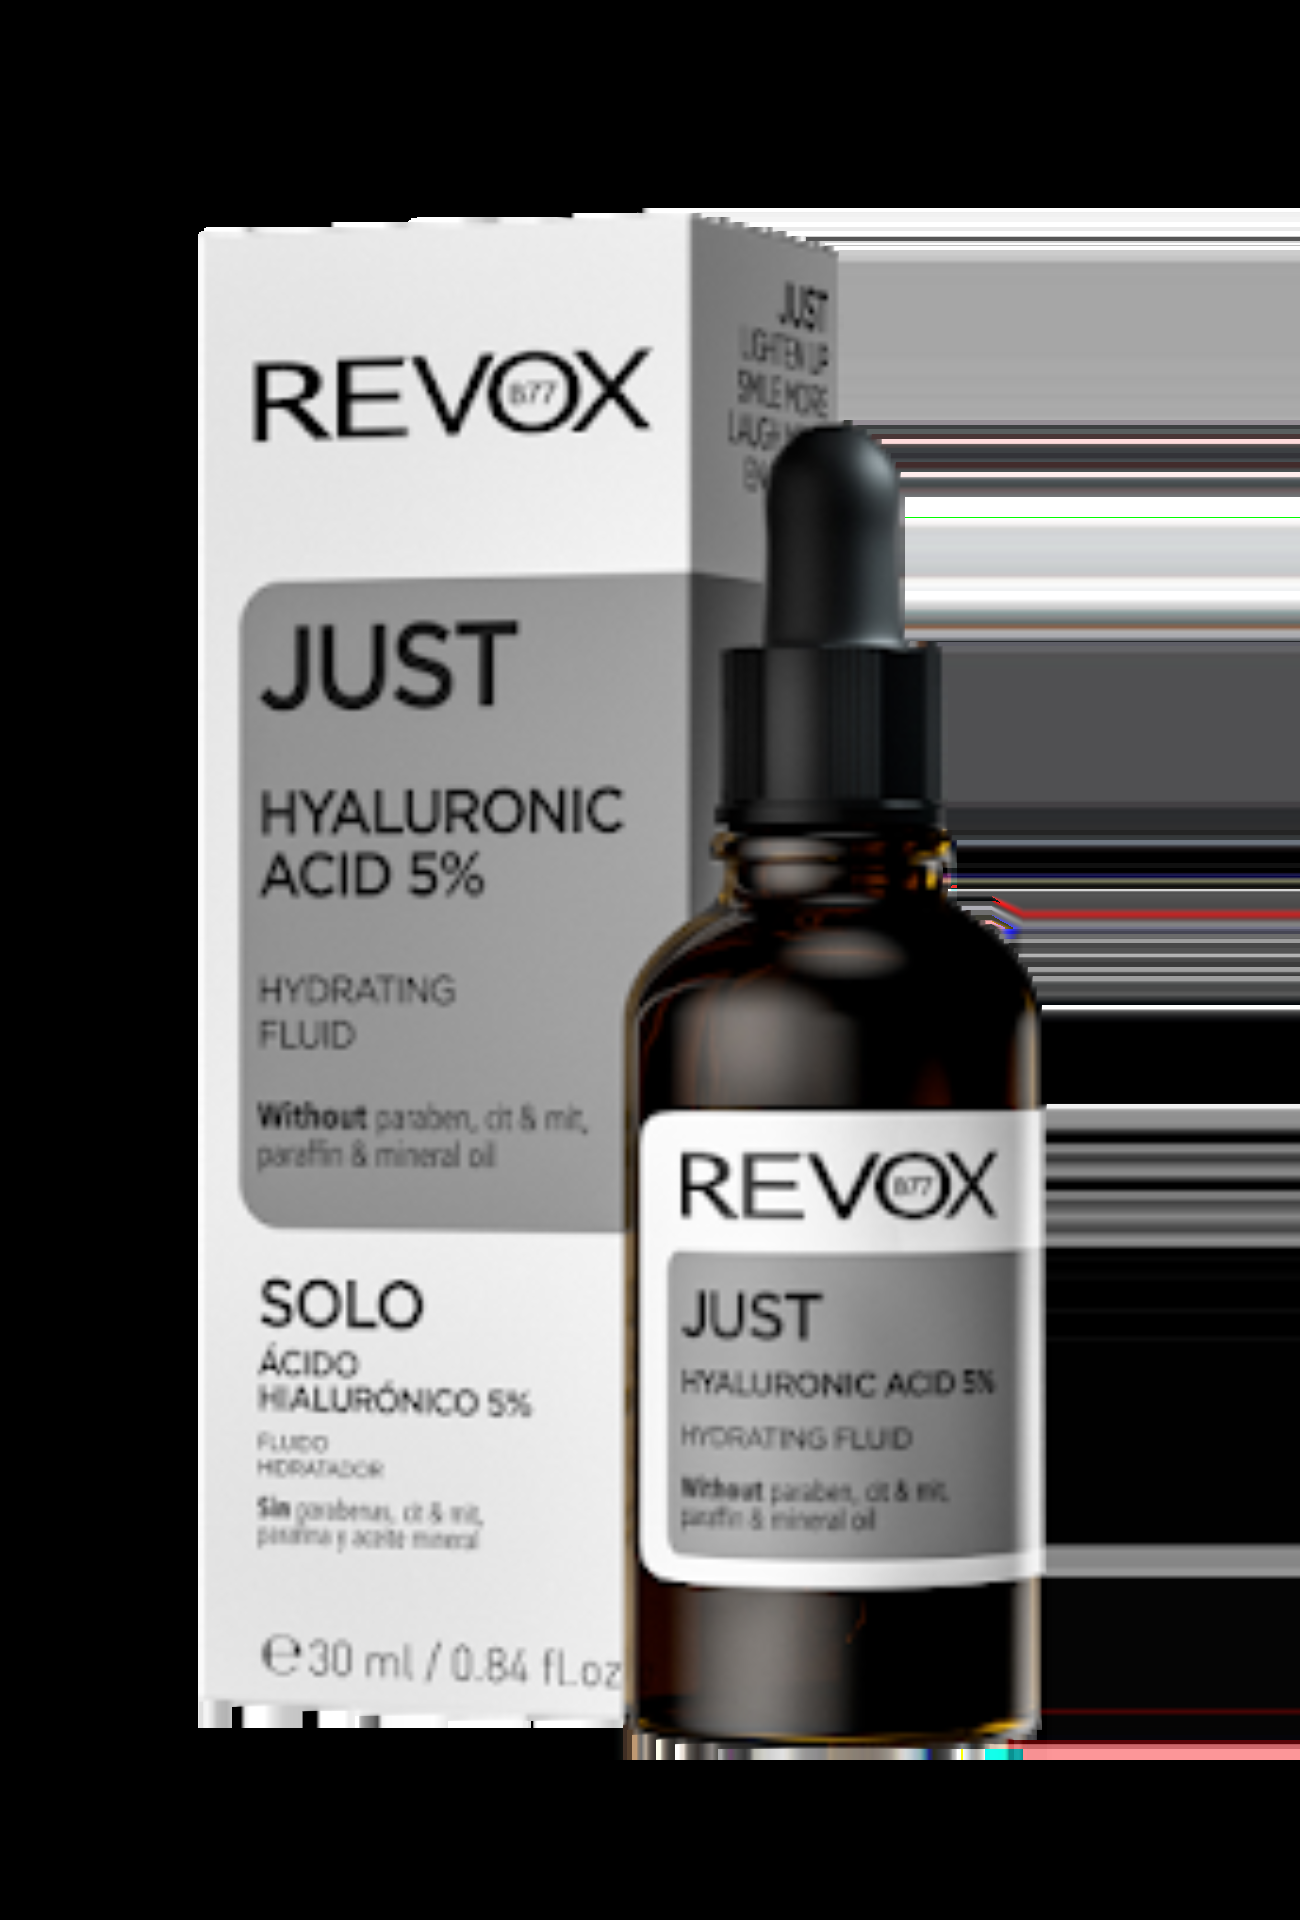 REVOX
B77
JUST
HYALURONIC
ACID 5%
HYDRATING
FLUID
Without paraben, cit & mit,
paraffin & mineral oil
SOLO
ÁCIDO
HIALURÓNICO 5%
FLUIDO
HIDRATADOR
Sin parabenas, cit & mit,
parafina y aceite mineral
℮30 ml / 0.84 fl.oz
JUST
LIGHTEN UP
SMILE MORE
LAUGH
REVOX
B77
JUST
HYALURONIC ACID 5%
HYDRATING FLUID
Without paraben, cit & mit,
paraffin & mineral oil